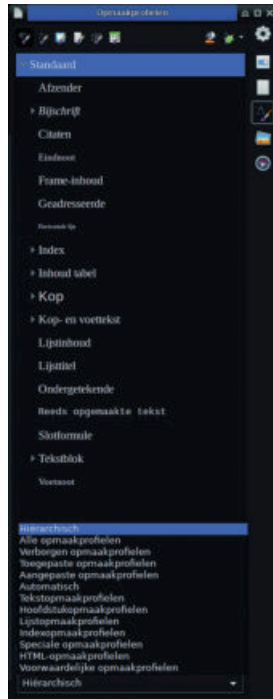 Opmaakprofielen
Standaard
Afzender
Bijschrift
Citaten
Eindnoot
Frame-inhoud
Geadresseerde
Index
Inhoud tabel
Kop
Kop- en voettekst
Lijstinhoud
Lijsttitel
Ondergetekende
Reeds opgemaakte tekst
Slotformule
Tekstblok
Voetnoot
Hiërarchisch
Alle opmaakprofielen
Verborgen opmaakprofielen
Toegepaste opmaakprofielen
Aangepaste opmaakprofielen
Automatisch
Tekstopmaakprofielen
Hoofdstukopmaakprofielen
Lijstopmaakprofielen
Indexopmaakprofielen
Speciale opmaakprofielen
HTML-opmaakprofielen
Voorwaardelijke opmaakprofielen
Hiërarchisch